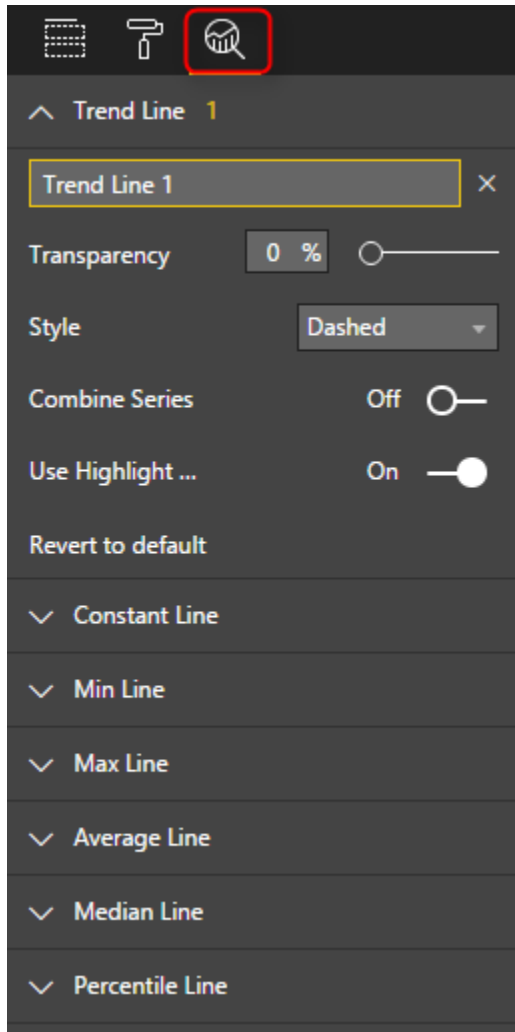 Trend Line 1
Trend Line 1
Transparency 0 %
Style Dashed
Combine Series Off
Use Highlight ... On
Revert to default
Constant Line
Min Line
Max Line
Average Line
Median Line
Percentile Line